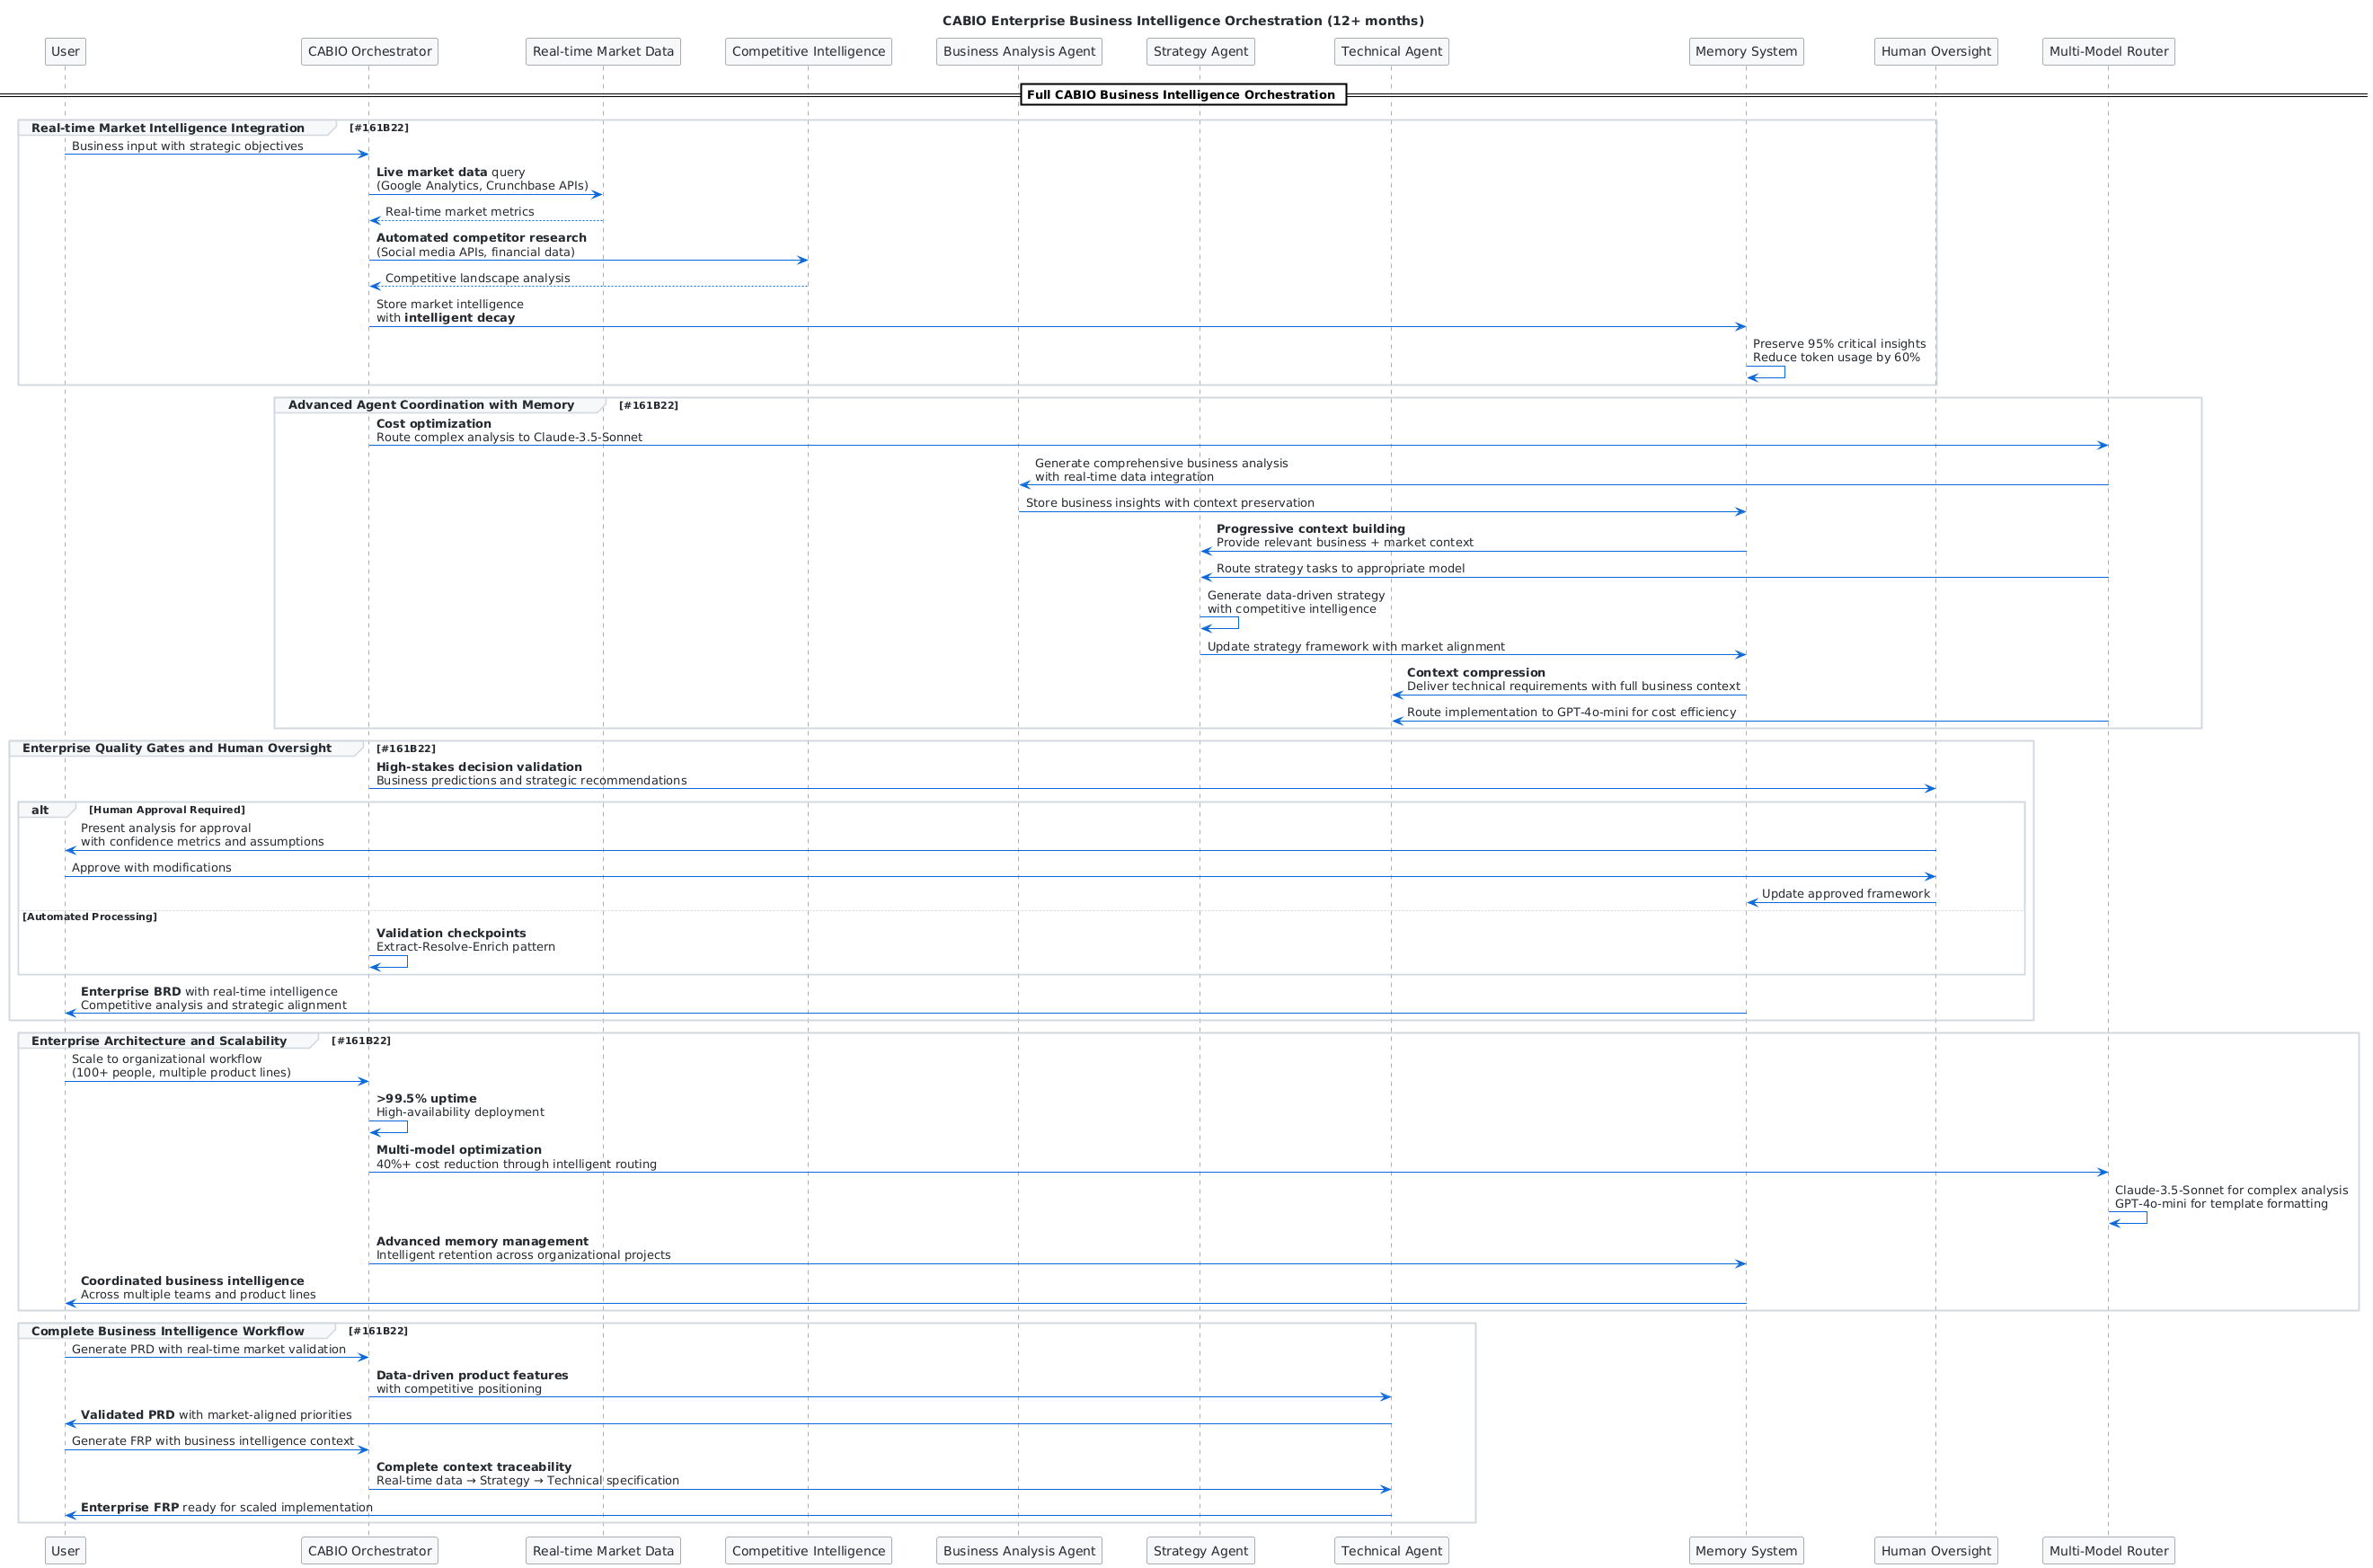 CABIO Enterprise Business Intelligence Orchestration (12+ months)
User
CABIO Orchestrator
Real-time Market Data
Competitive Intelligence
Business Analysis Agent
Strategy Agent
Technical Agent
Memory System
Human Oversight
Multi-Model Router
Full CABIO Business Intelligence Orchestration
Real-time Market Intelligence Integration [#161B22]
Business input with strategic objectives
Live market data query
(Google Analytics, Crunchbase APIs)
Real-time market metrics
Automated competitor research
(Social media APIs, financial data)
Competitive landscape analysis
Store market intelligence
with intelligent decay
Preserve 95% critical insights
Reduce token usage by 60%
Advanced Agent Coordination with Memory [#161B22]
Cost optimization
Route complex analysis to Claude-3.5-Sonnet
Generate comprehensive business analysis
with real-time data integration
Store business insights with context preservation
Progressive context building
Provide relevant business + market context
Route strategy tasks to appropriate model
Generate data-driven strategy
with competitive intelligence
Update strategy framework with market alignment
Context compression
Deliver technical requirements with full business context
Route implementation to GPT-4o-mini for cost efficiency
Enterprise Quality Gates and Human Oversight [#161B22]
High-stakes decision validation
Business predictions and strategic recommendations
alt [Human Approval Required]
Present analysis for approval
with confidence metrics and assumptions
Approve with modifications
Update approved framework
[Automated Processing]
Validation checkpoints
Extract-Resolve-Enrich pattern
Enterprise BRD with real-time intelligence
Competitive analysis and strategic alignment
Enterprise Architecture and Scalability [#161B22]
Scale to organizational workflow
(100+ people, multiple product lines)
>99.5% uptime
High-availability deployment
Multi-model optimization
40%+ cost reduction through intelligent routing
Claude-3.5-Sonnet for complex analysis
GPT-4o-mini for template formatting
Advanced memory management
Intelligent retention across organizational projects
Coordinated business intelligence
Across multiple teams and product lines
Complete Business Intelligence Workflow [#161B22]
Generate PRD with real-time market validation
Data-driven product features
with competitive positioning
Validated PRD with market-aligned priorities
Generate FRP with business intelligence context
Complete context traceability
Real-time data → Strategy → Technical specification
Enterprise FRP ready for scaled implementation
User
CABIO Orchestrator
Real-time Market Data
Competitive Intelligence
Business Analysis Agent
Strategy Agent
Technical Agent
Memory System
Human Oversight
Multi-Model Router